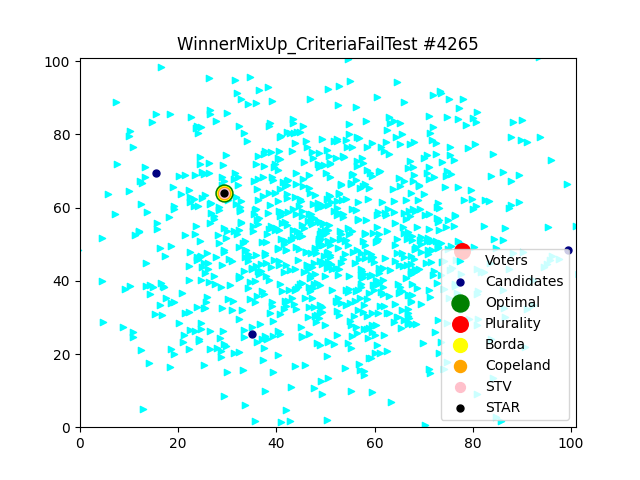 WinnerMixUp_CriteriaFailTest #4265
100
80
60
40
20
0
0 20 40 60 80 100
Voters
Candidates
Optimal
Plurality
Borda
Copeland
STV
STAR